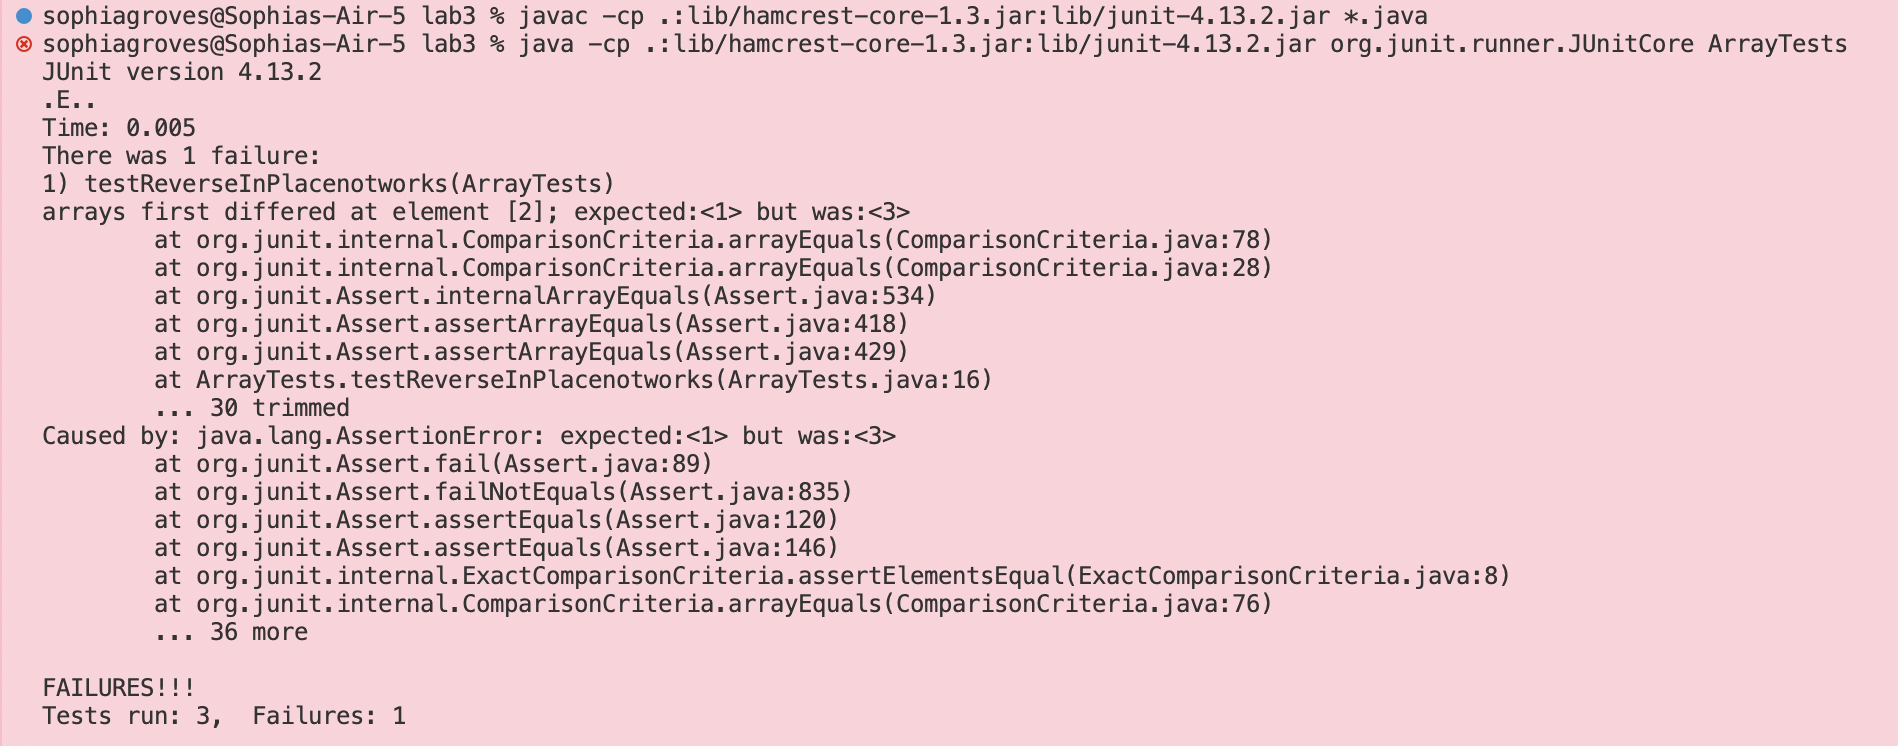 sophiagroves@Sophias-Air-5 lab3 % javac -cp .:lib/hamcrest-core-1.3.jar:lib/junit-4.13.2.jar *.java
sophiagroves@Sophias-Air-5 lab3 % java -cp .:lib/hamcrest-core-1.3.jar:lib/junit-4.13.2.jar org.junit.runner.JUnitCore ArrayTests
JUnit version 4.13.2
.E..
Time: 0.005
There was 1 failure:
1) testReverseInPlacenotworks(ArrayTests)
arrays first differed at element [2]; expected:<1> but was:<3>
        at org.junit.internal.ComparisonCriteria.arrayEquals(ComparisonCriteria.java:78)
        at org.junit.internal.ComparisonCriteria.arrayEquals(ComparisonCriteria.java:28)
        at org.junit.Assert.internalArrayEquals(Assert.java:534)
        at org.junit.Assert.assertArrayEquals(Assert.java:418)
        at org.junit.Assert.assertArrayEquals(Assert.java:429)
        at ArrayTests.testReverseInPlacenotworks(ArrayTests.java:16)
        ... 30 trimmed
Caused by: java.lang.AssertionError: expected:<1> but was:<3>
        at org.junit.Assert.fail(Assert.java:89)
        at org.junit.Assert.failNotEquals(Assert.java:835)
        at org.junit.Assert.assertEquals(Assert.java:120)
        at org.junit.Assert.assertEquals(Assert.java:146)
        at org.junit.internal.ExactComparisonCriteria.assertElementsEqual(ExactComparisonCriteria.java:8)
        at org.junit.internal.ComparisonCriteria.arrayEquals(ComparisonCriteria.java:76)
        ... 36 more

FAILURES!!!
Tests run: 3,  Failures: 1